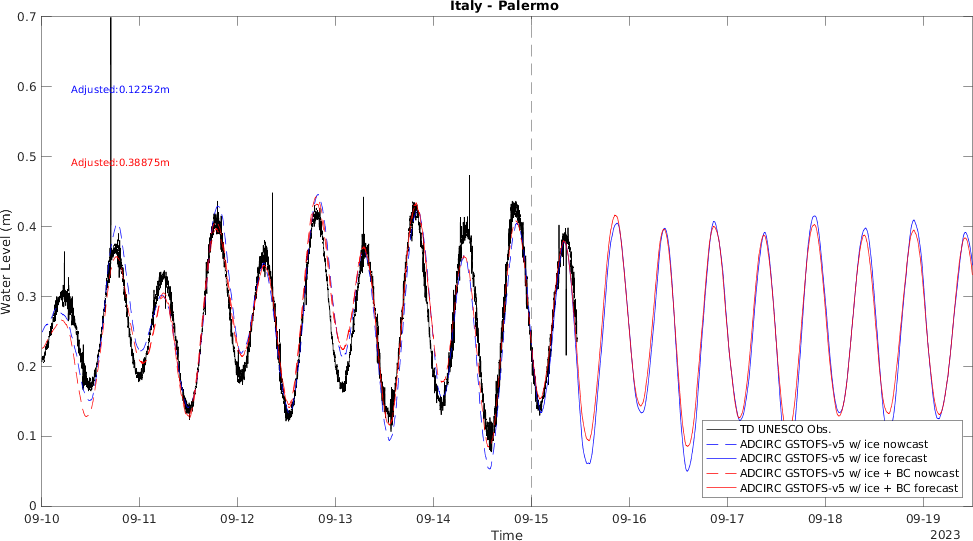 Italy - Palermo
0.7
0.6
0.5
0.4
0.3
0.2
0.1
0
Water Level (m)
Adjusted:0.12252m
Adjusted:0.38875m
TD UNESCO Obs.
ADCIRC GSTOFS-v5 w/ ice nowcast
ADCIRC GSTOFS-v5 w/ ice forecast
ADCIRC GSTOFS-v5 w/ ice + BC nowcast
ADCIRC GSTOFS-v5 w/ ice + BC forecast
09-10 09-11 09-12 09-13 09-14 09-15 09-16 09-17 09-18 09-19
Time
2023